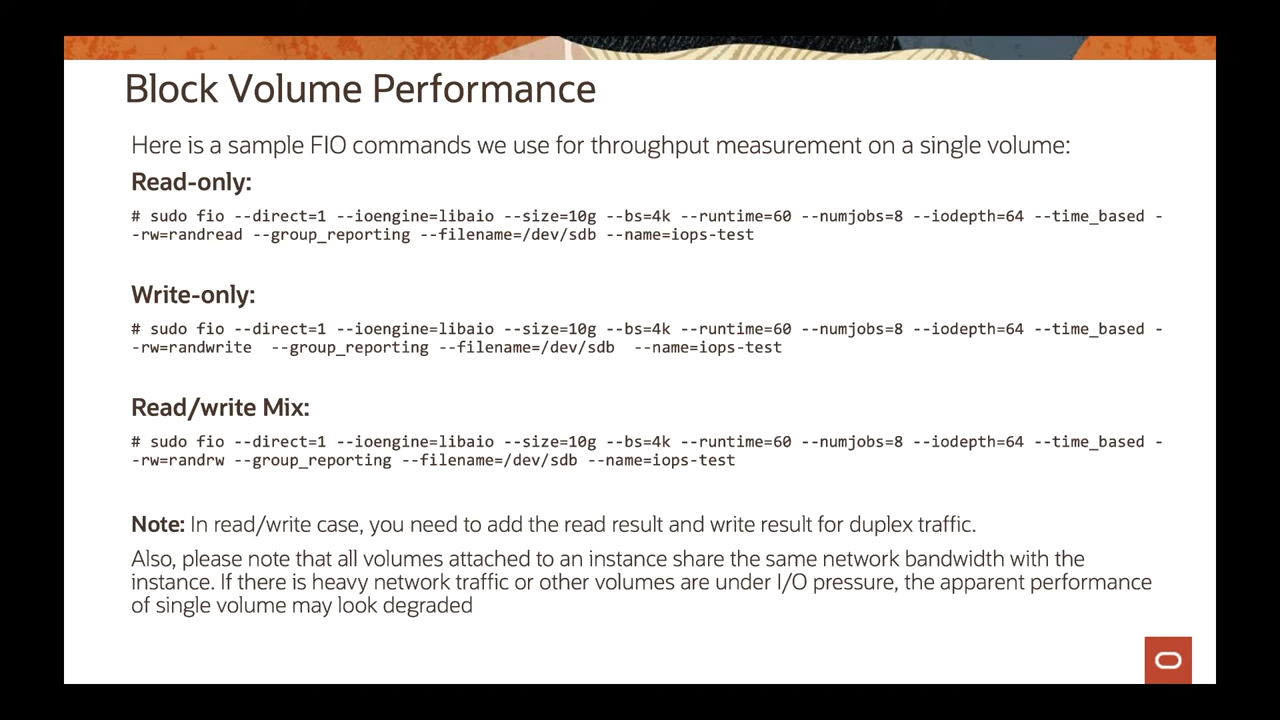 Block Volume Performance
Here is a sample FIO commands we use for throughput measurement on a single volume:
Read-only:
# sudo fio --direct=1 --ioengine=libaio --size=10g --bs=4k --runtime=60 --numjobs=8 --iodepth=64 --time_based -
-rw=randread --group_reporting --filename=/dev/sdb --name=iops-test
Write-only:
# sudo fio --direct=1 --ioengine=libaio --size=10g --bs=4k --runtime=60 --numjobs=8 --iodepth=64 --time_based -
-rw=randwrite  --group_reporting --filename=/dev/sdb  --name=iops-test
Read/write Mix:
# sudo fio --direct=1 --ioengine=libaio --size=10g --bs=4k --runtime=60 --numjobs=8 --iodepth=64 --time_based -
-rw=randrw --group_reporting --filename=/dev/sdb --name=iops-test
Note: In read/write case, you need to add the read result and write result for duplex traffic.
Also, please note that all volumes attached to an instance share the same network bandwidth with the
instance. If there is heavy network traffic or other volumes are under I/O pressure, the apparent performance
of single volume may look degraded